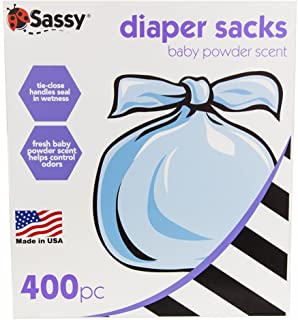 Sassy®
diaper sacks
baby powder scent
tie-close
handles seal
in wetness
fresh baby
powder scent
helps control
odors
Made in USA
400pc